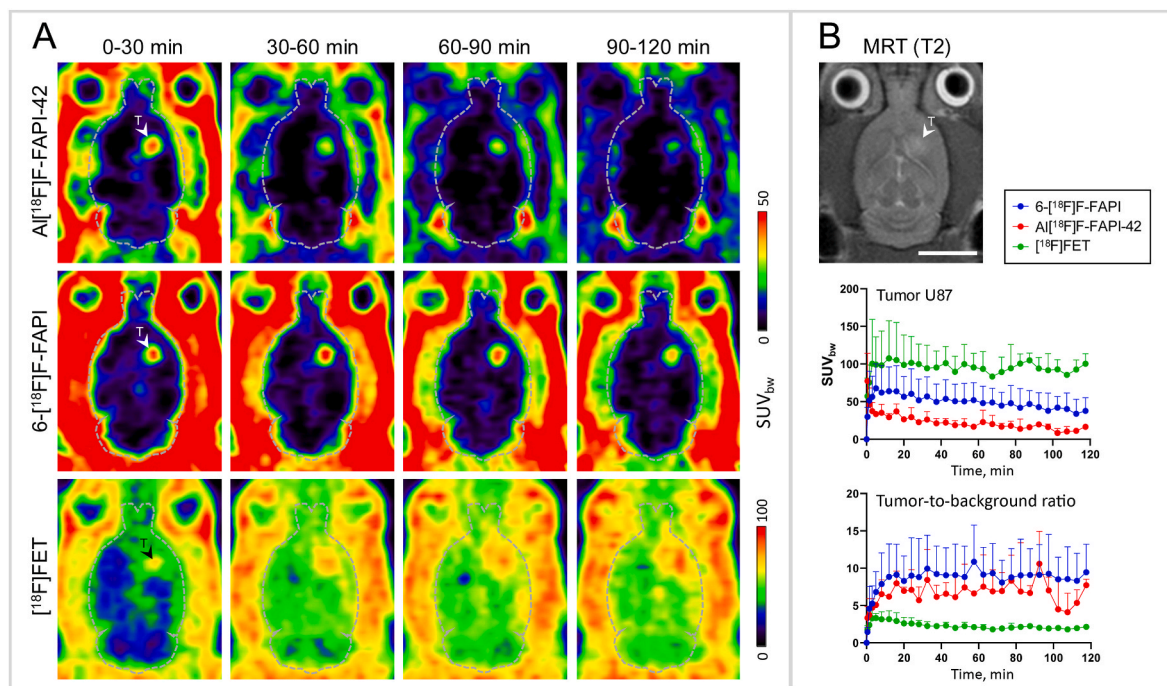 A
0-30 min
30-60 min
60-90 min
90-120 min
Al[¹⁸F]F-FAPI-42
T
50
0
SUVbw
6-[¹⁸F]F-FAPI
T
[¹⁸F]FET
T
100
0
B
MRT (T2)
T
6-[¹⁸F]F-FAPI
Al[¹⁸F]F-FAPI-42
[¹⁸F]FET
Tumor U87
SUVbw
200
150
100
50
0
0 20 40 60 80 100 120
Time, min
Tumor-to-background ratio
20
15
10
5
0
0 20 40 60 80 100 120
Time, min